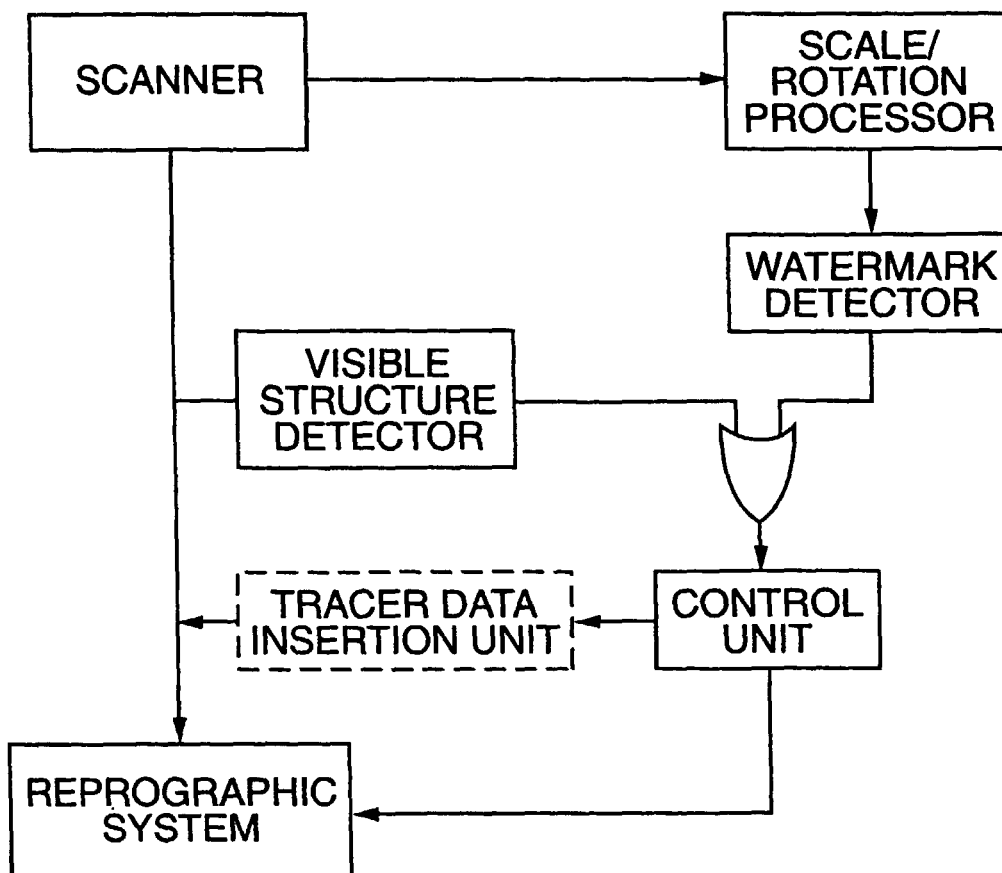 SCANNER
SCALE/
ROTATION
PROCESSOR
WATERMARK
DETECTOR
VISIBLE
STRUCTURE
DETECTOR
TRACER DATA
INSERTION UNIT
CONTROL
UNIT
REPROGRAPHIC
SYSTEM